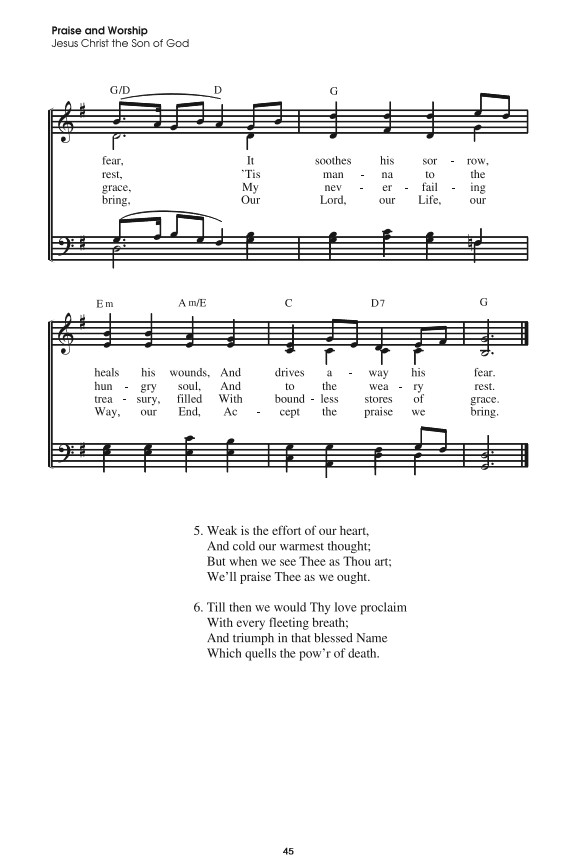 Praise and Worship
Jesus Christ the Son of God
G/D D G
fear, It soothes his sor - row,
rest, 'Tis man - na to the
grace, My nev - er - fail - ing
bring, Our Lord, our Life, our
Em Am/E C D7 G
heals his wounds, And drives a - way his fear.
hun - gry soul, And to the wea - ry rest.
trea - sury, filled With bound - less stores of grace.
Way, our End, Ac - cept the praise we bring.
5. Weak is the effort of our heart,
And cold our warmest thought;
But when we see Thee as Thou art;
We'll praise Thee as we ought.
6. Till then we would Thy love proclaim
With every fleeting breath;
And triumph in that blessed Name
Which quells the pow'r of death.
45